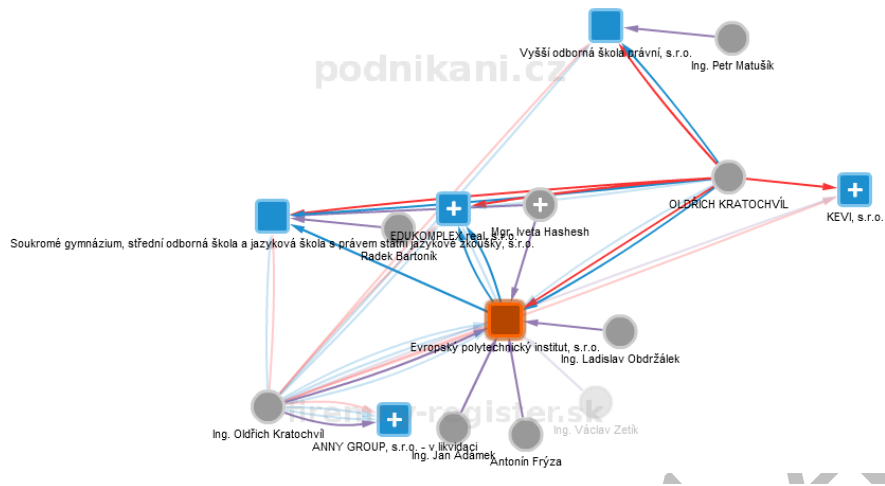 Vyšší odborná škola právní, s.r.o.
Ing. Petr Matušík
podnikani.cz
OLDŘICH KRATOCHVÍL
KEVI, s.r.o.
EDUKOMPLEX real, s.r.o.
Mgr. Iveta Hashesh
Soukromé gymnázium, střední odborná škola a jazyková škola s právem státní jazykové zkoušky, s.r.o.
Radek Bartoník
Evropský polytechnický institut, s.r.o.
Ing. Ladislav Obdržálek
firemny-register.sk
Ing. Oldřich Kratochvíl
ANNY GROUP, s.r.o. - v likvidaci
Ing. Jan Adámek
Antonín Frýza
Ing. Václav Zetík